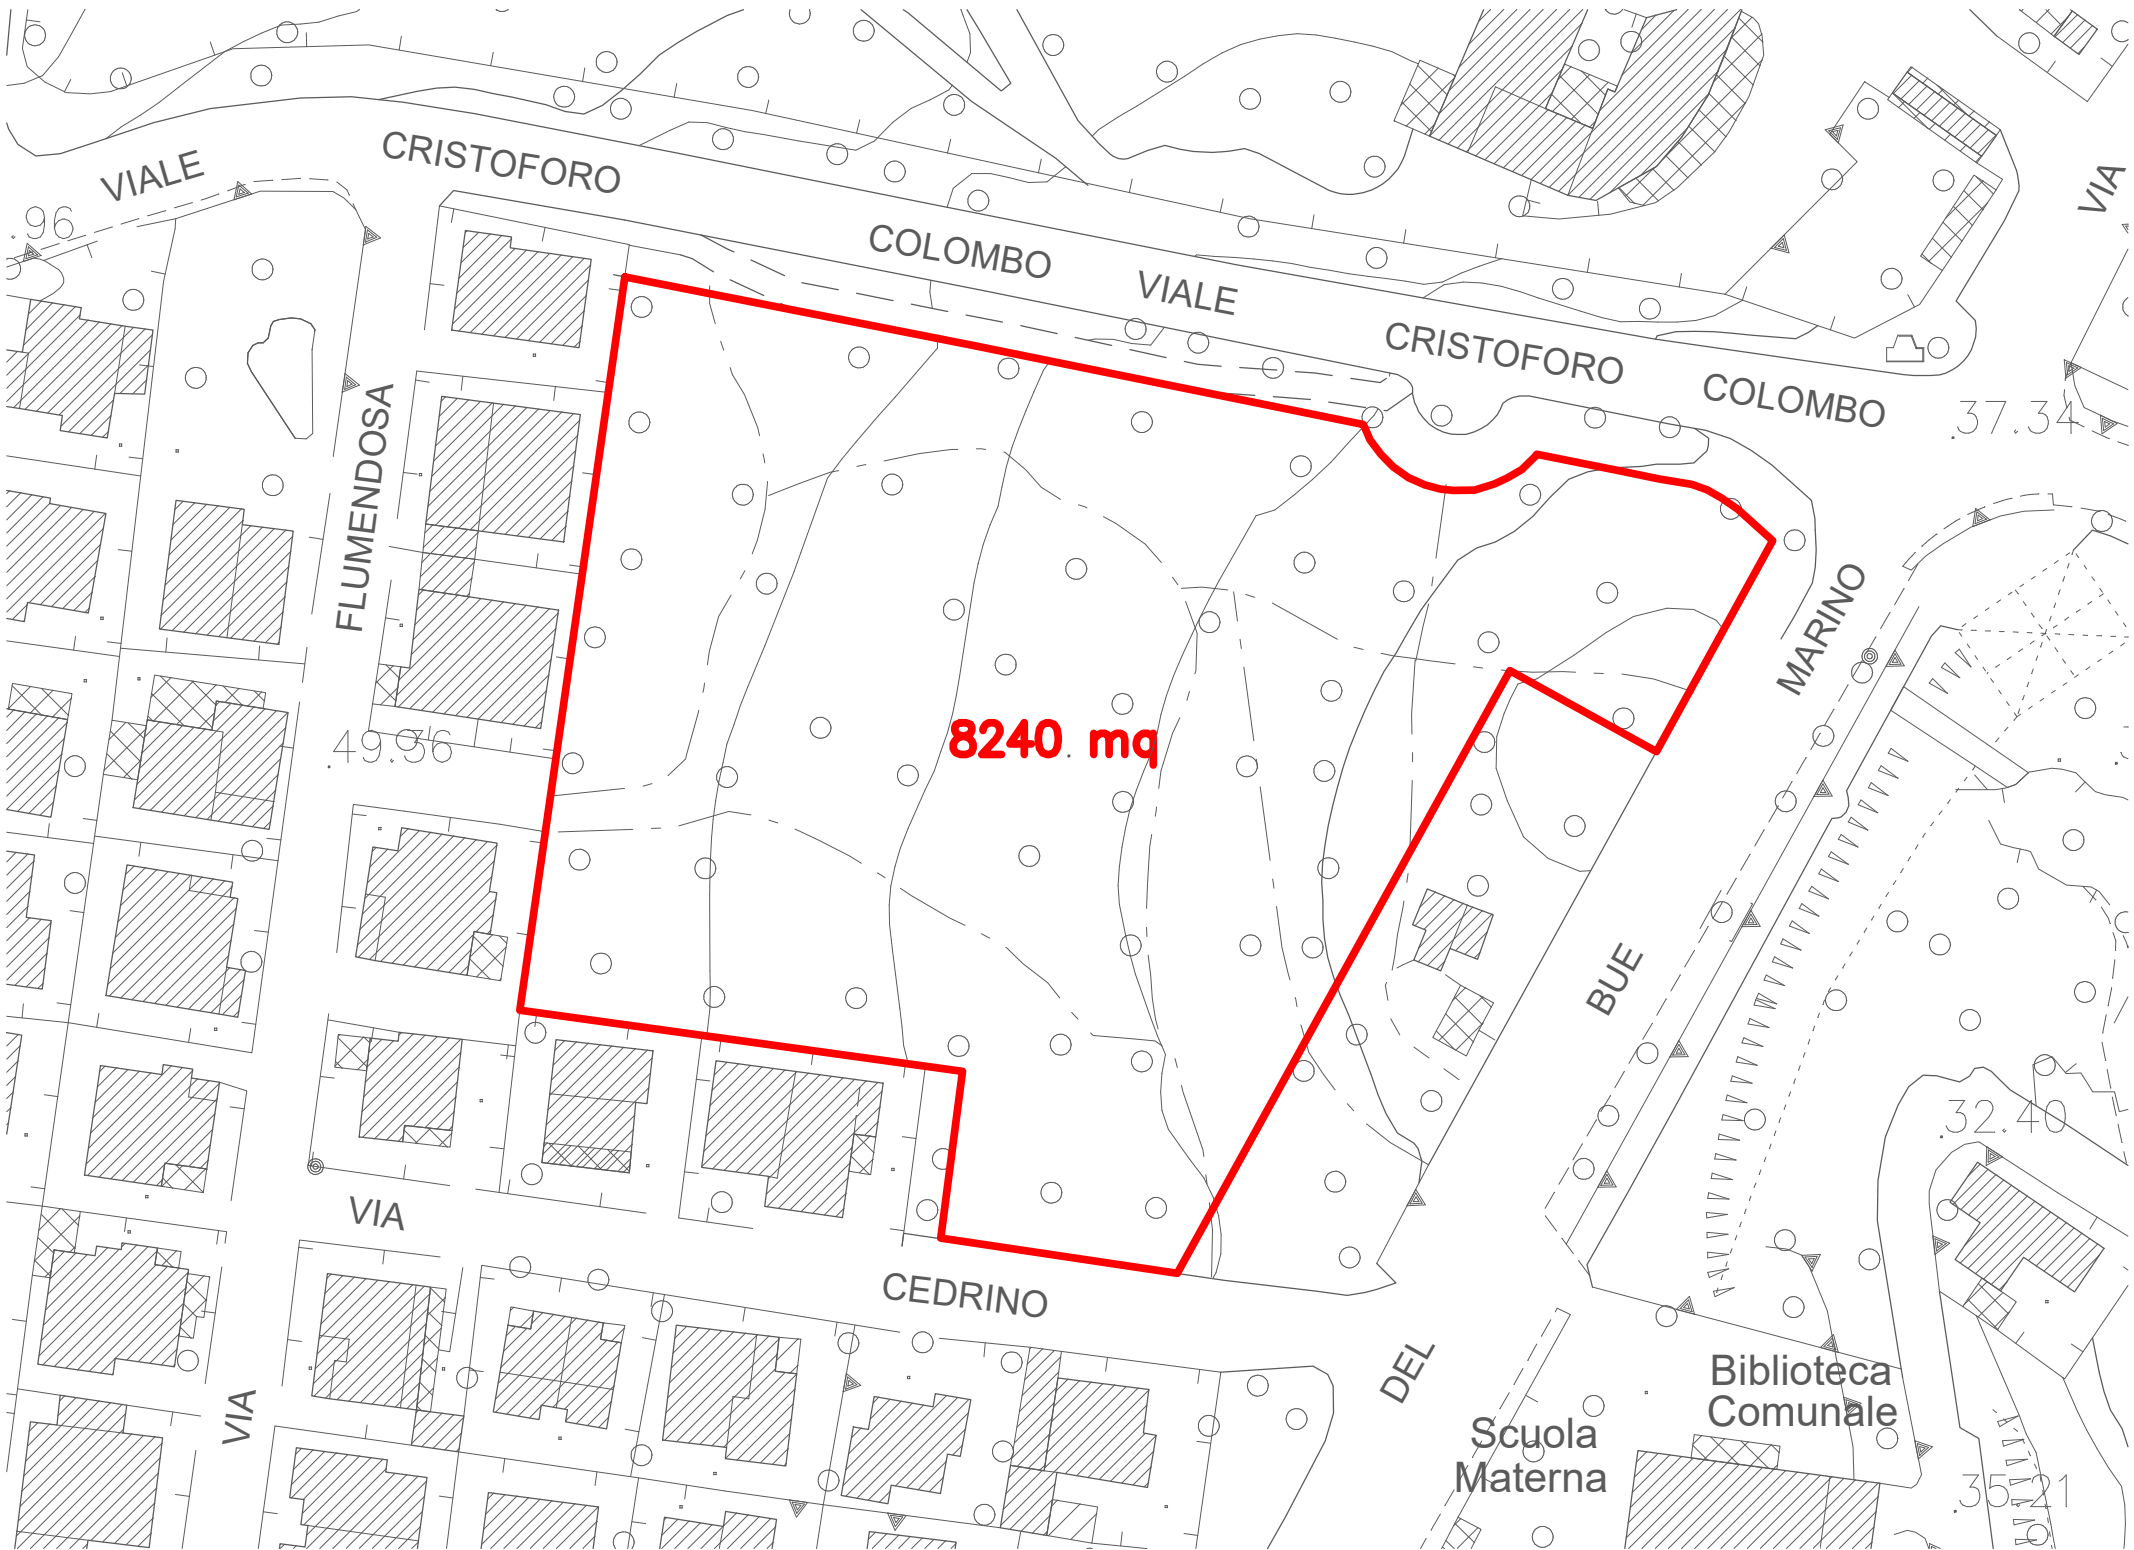 VIALE
CRISTOFORO
COLOMBO
VIALE
CRISTOFORO
COLOMBO
VIA
.96
.37.34
FLUMENDOSA
MARINO
.49.36
8240 mq
BUE
.32.40
VIA
CEDRINO
DEL
VIA
Biblioteca
Comunale
Scuola
Materna
.35.21